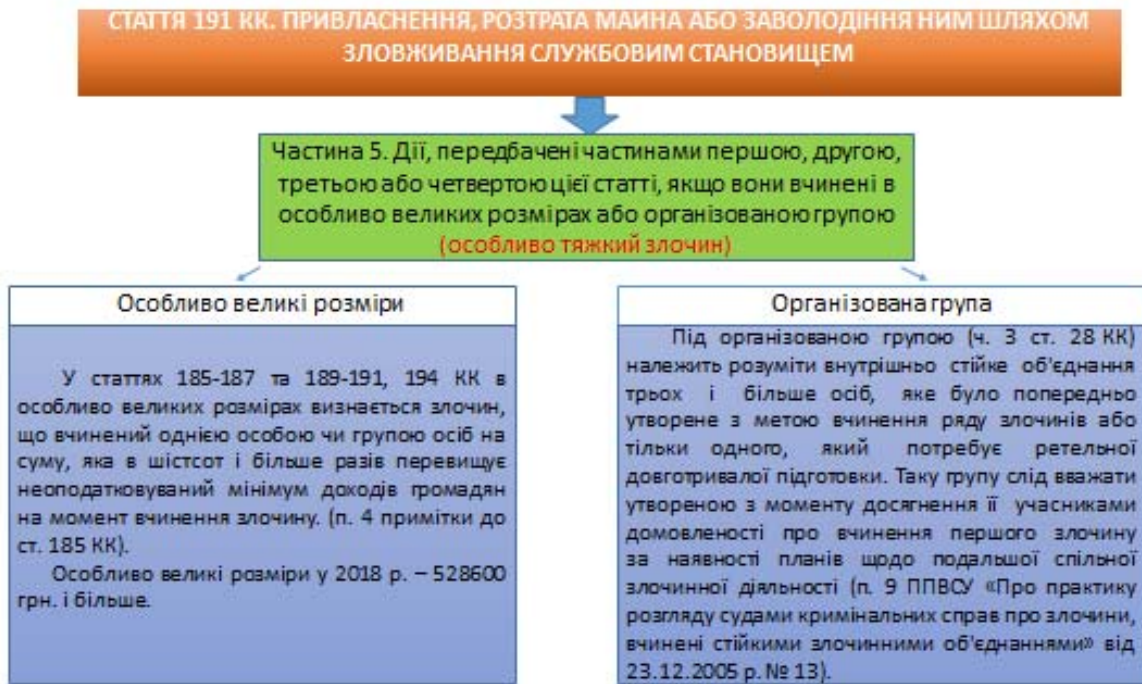 СТАТТЯ 191 КК. ПРИВЛАСНЕННЯ, РОЗТРАТА МАЙНА АБО ЗАВОЛОДІННЯ НИМ ШЛЯХОМ
ЗЛОВЖИВАННЯ СЛУЖБОВИМ СТАНОВИЩЕМ
Частина 5. Дії, передбачені частинами першою, другою,
третьою або четвертою цієї статті, якщо вони вчинені в
особливо великих розмірах або організованою групою
(особливо тяжкий злочин)
Особливо великі розміри
У статтях 185-187 та 189-191, 194 КК в
особливо великих розмірах визнається злочин,
що вчинений однією особою чи групою осіб на
суму, яка в шістсот і більше разів перевищує
неоподатковуваний мінімум доходів громадян
на момент вчинення злочину. (п. 4 примітки до
ст. 185 КК).
Особливо великі розміри у 2018 р. – 528600
грн. і більше.
Організована група
Під організованою групою (ч. 3 ст. 28 КК)
належить розуміти внутрішньо стійке об'єднання
трьох і більше осіб, яке було попередньо
утворене з метою вчинення ряду злочинів або
тільки одного, який потребує ретельної
довготривалої підготовки. Таку групу слід вважати
утвореною з моменту досягнення її учасниками
домовленості про вчинення першого злочину
за наявності планів щодо подальшої спільної
злочинної діяльності (п. 9 ППВСУ «Про практику
розгляду судами кримінальних справ про злочини,
вчинені стійкими злочинними об'єднаннями» від
23.12.2005 р. № 13).